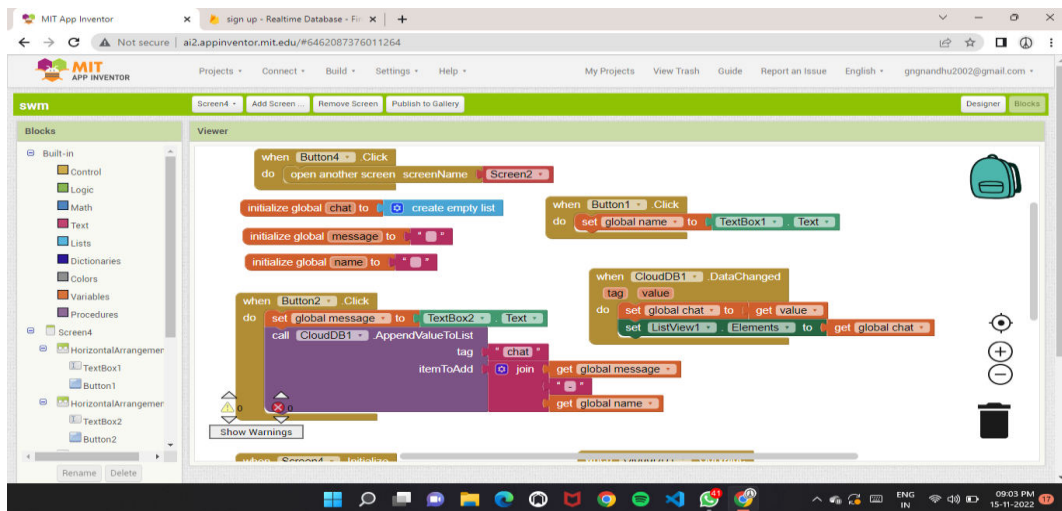 MIT App Inventor
sign up - Realtime Database - Fir
Not secure | ai2.appinventor.mit.edu/#6462087376011264
MIT
APP INVENTOR
Projects Connect Build Settings Help My Projects View Trash Guide Report an Issue English gngnandhu2002@gmail.com
swm Screen4 Add Screen ... Remove Screen Publish to Gallery Designer Blocks
Blocks Viewer
Built-in
Control
Logic
Math
Text
Lists
Dictionaries
Colors
Variables
Procedures
Screen4
HorizontalArrangemer
TextBox1
Button1
HorizontalArrangemer
TextBox2
Button2
Rename Delete
when Button4 .Click
do open another screen screenName Screen2
initialize global chat to create empty list
initialize global message to " "
initialize global name to " "
when Button1 .Click
do set global name to TextBox1 . Text
when Button2 .Click
do set global message to TextBox2 . Text
call CloudDB1 .AppendValueToList
tag " chat "
itemToAdd join get global message
" - "
get global name
when CloudDB1 .DataChanged
tag value
do set global chat to get value
set ListView1 . Elements to get global chat
0 0
Show Warnings
when Screen4 .Initialize
ENG
IN
09:03 PM
15-11-2022
17
41